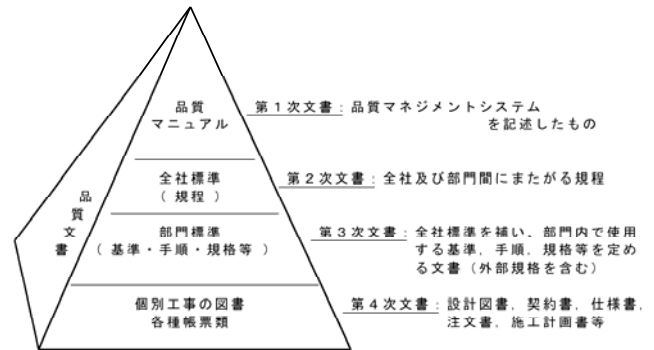 品質
マニュアル
第1次文書：品質マネジメントシステム
を記述したもの
全社標準
（規程）
第2次文書：全社及び部門間にまたがる規程
品
質
文
書
部門標準
（基準・手順・規格等）
第3次文書：全社標準を補い、部門内で使用
する基準，手順，規格等を定め
る文書（外部規格を含む）
個別工事の図書
各種帳票類
第4次文書：設計図書，契約書，仕様書，
注文書，施工計画書等